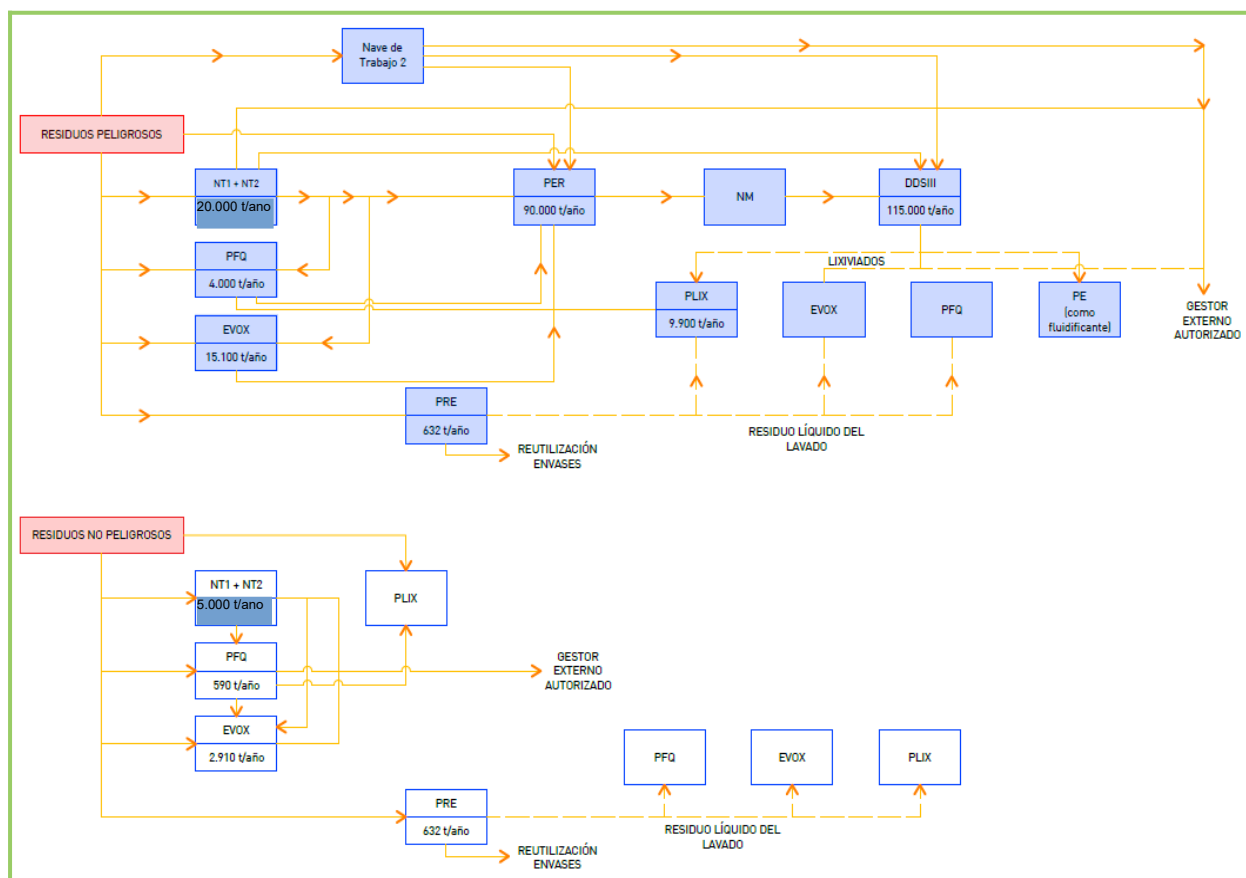 Nave de
Trabajo 2
RESIDUOS PELIGROSOS
NT1 + NT2
20.000 t/ano
PER
90.000 t/año
NM
DDSIII
115.000 t/año
PFQ
4.000 t/año
LIXIVIADOS
PLIX
9.900 t/año
EVOX
PFQ
PE
(como
fluidificante)
GESTOR
EXTERNO
AUTORIZADO
EVOX
15.100 t/año
PRE
632 t/año
RESIDUO LÍQUIDO DEL
LAVADO
REUTILIZACIÓN
ENVASES
RESIDUOS NO PELIGROSOS
NT1 + NT2
5.000 t/ano
PLIX
PFQ
590 t/año
GESTOR
EXTERNO
AUTORIZADO
EVOX
2.910 t/año
PFQ
EVOX
PLIX
PRE
632 t/año
RESIDUO LÍQUIDO DEL
LAVADO
REUTILIZACIÓN
ENVASES